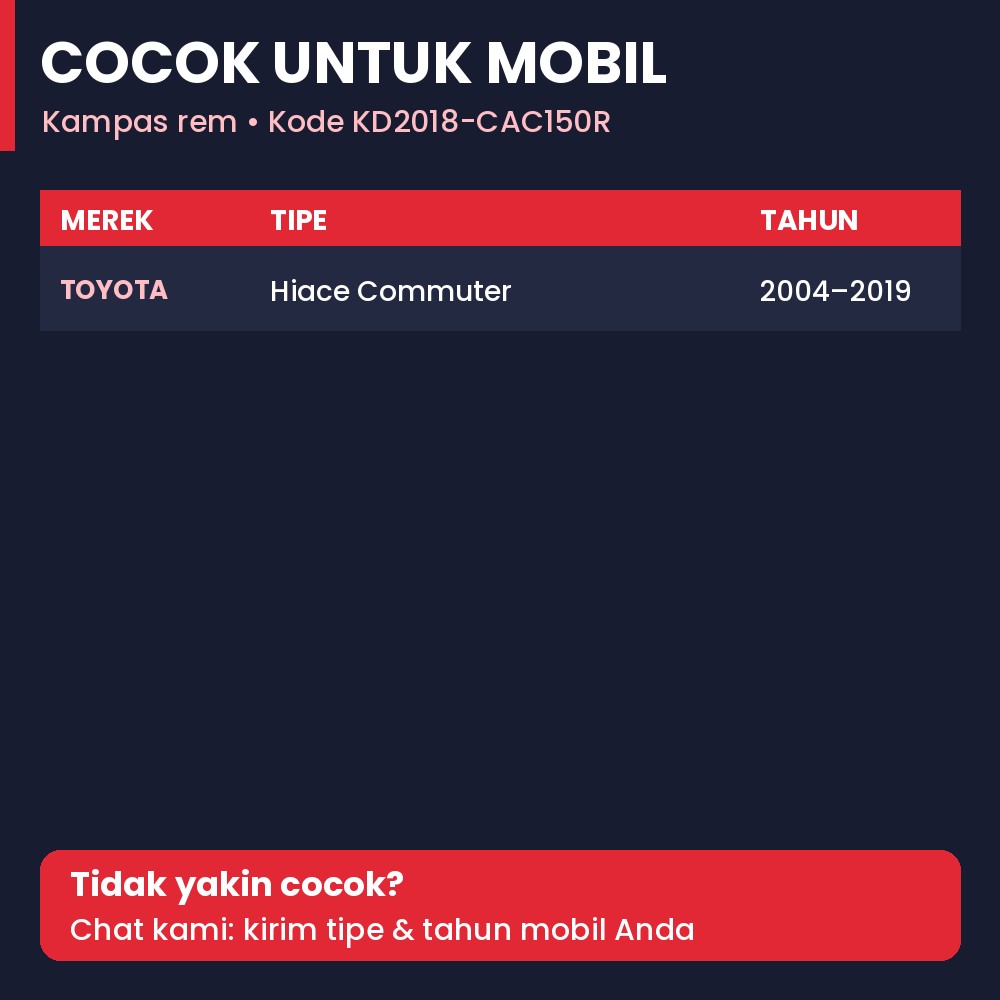 COCOK UNTUK MOBIL
Kampas rem • Kode KD2018-CAC150R
MEREK TIPE TAHUN
TOYOTA Hiace Commuter 2004–2019
Tidak yakin cocok?
Chat kami: kirim tipe & tahun mobil Anda